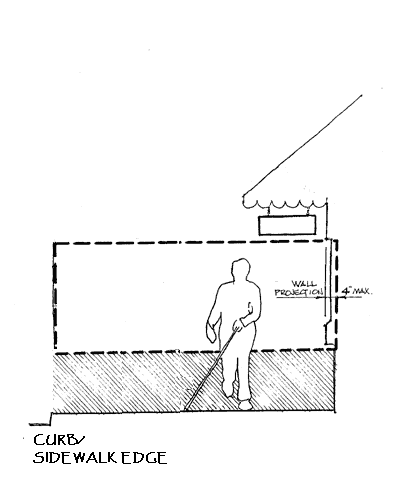 WALL
PROJECTION 4" MAX.
CURB/
SIDEWALK EDGE